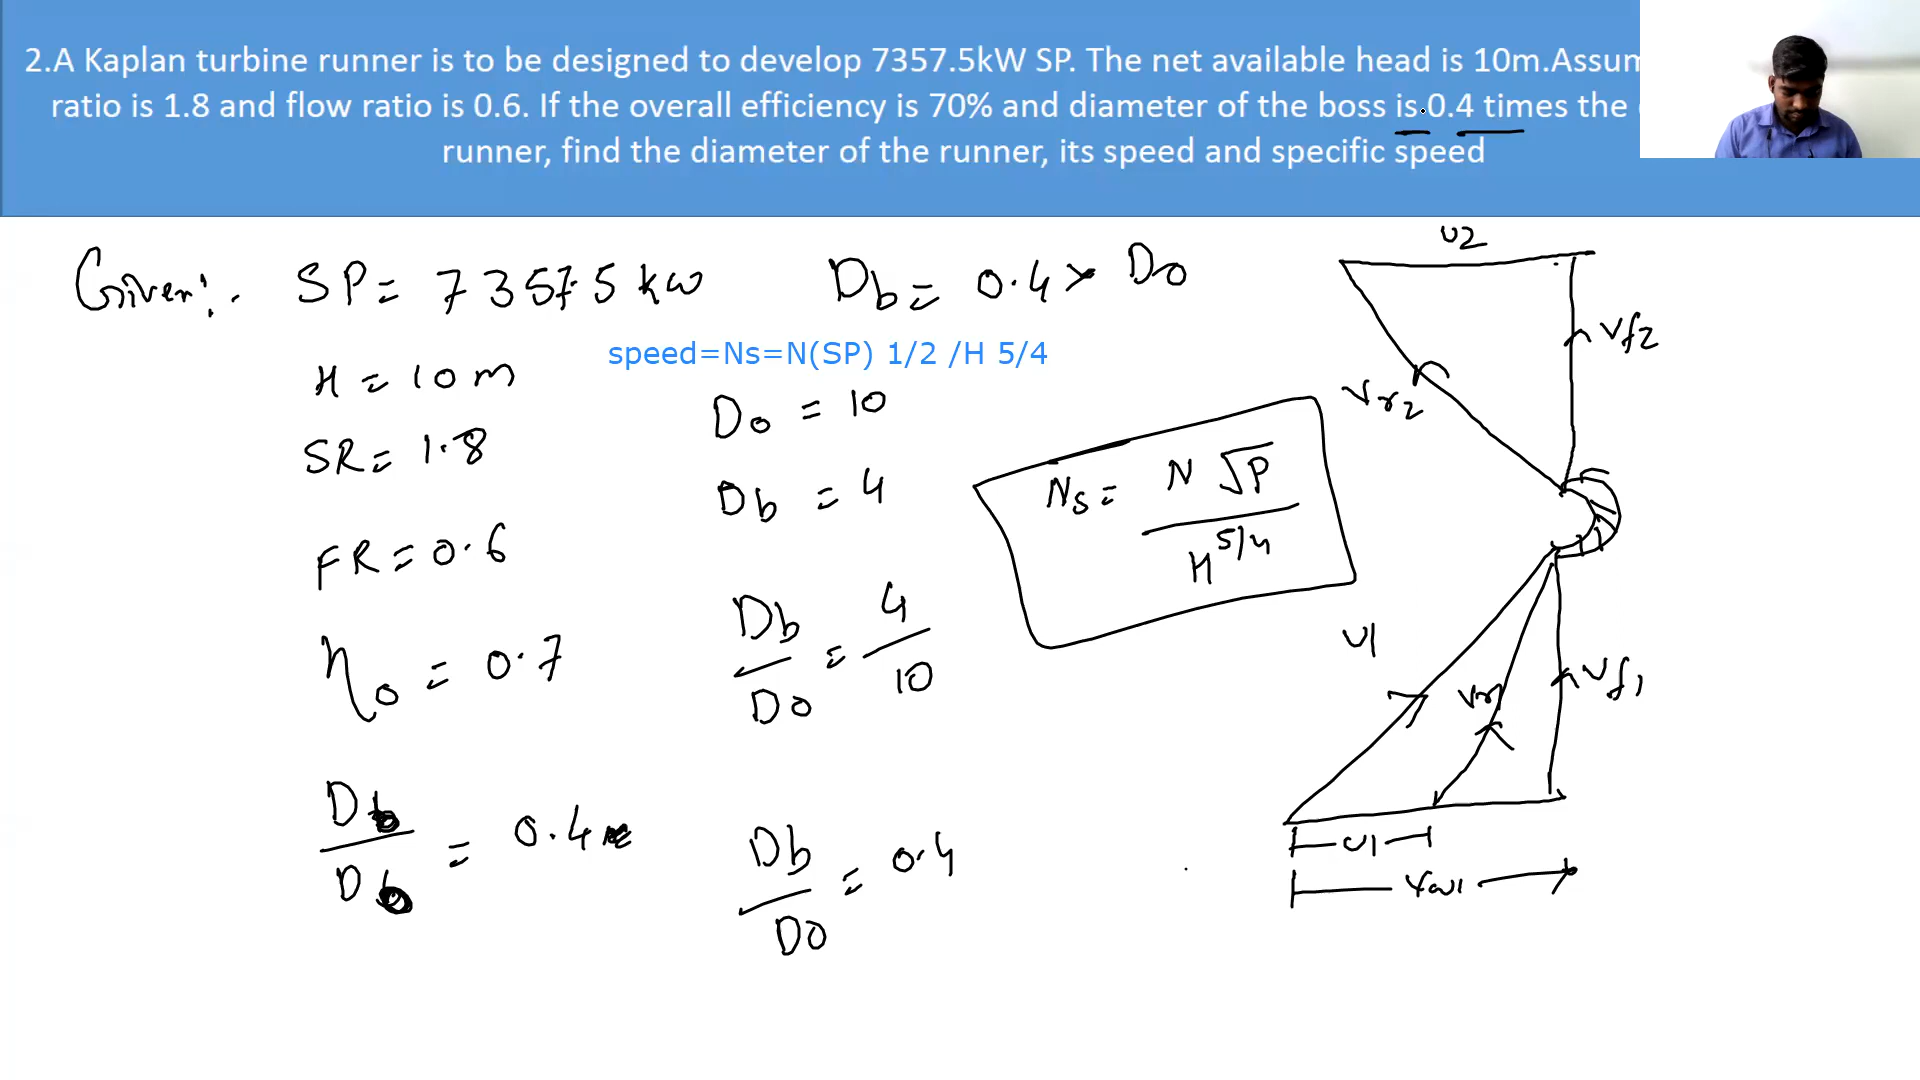 2.A Kaplan turbine runner is to be designed to develop 7357.5kW SP. The net available head is 10m.Assum
ratio is 1.8 and flow ratio is 0.6. If the overall efficiency is 70% and diameter of the boss is 0.4 times the
runner, find the diameter of the runner, its speed and specific speed
Given:.
SP = 7357.5 kw
Db = 0.4 × Do
speed=Ns=N(SP) 1/2 /H 5/4
H = 10 m
SR = 1.8
FR = 0.6
ηo = 0.7
Db
D
= 0.4
Do = 10
Db = 4
Db/Do = 4/10
Db/Do = 0.4
Ns = N √P / H^5/4
U2
Vf2
Vr2
V1
Vr1
Vf1
U1
Vw1